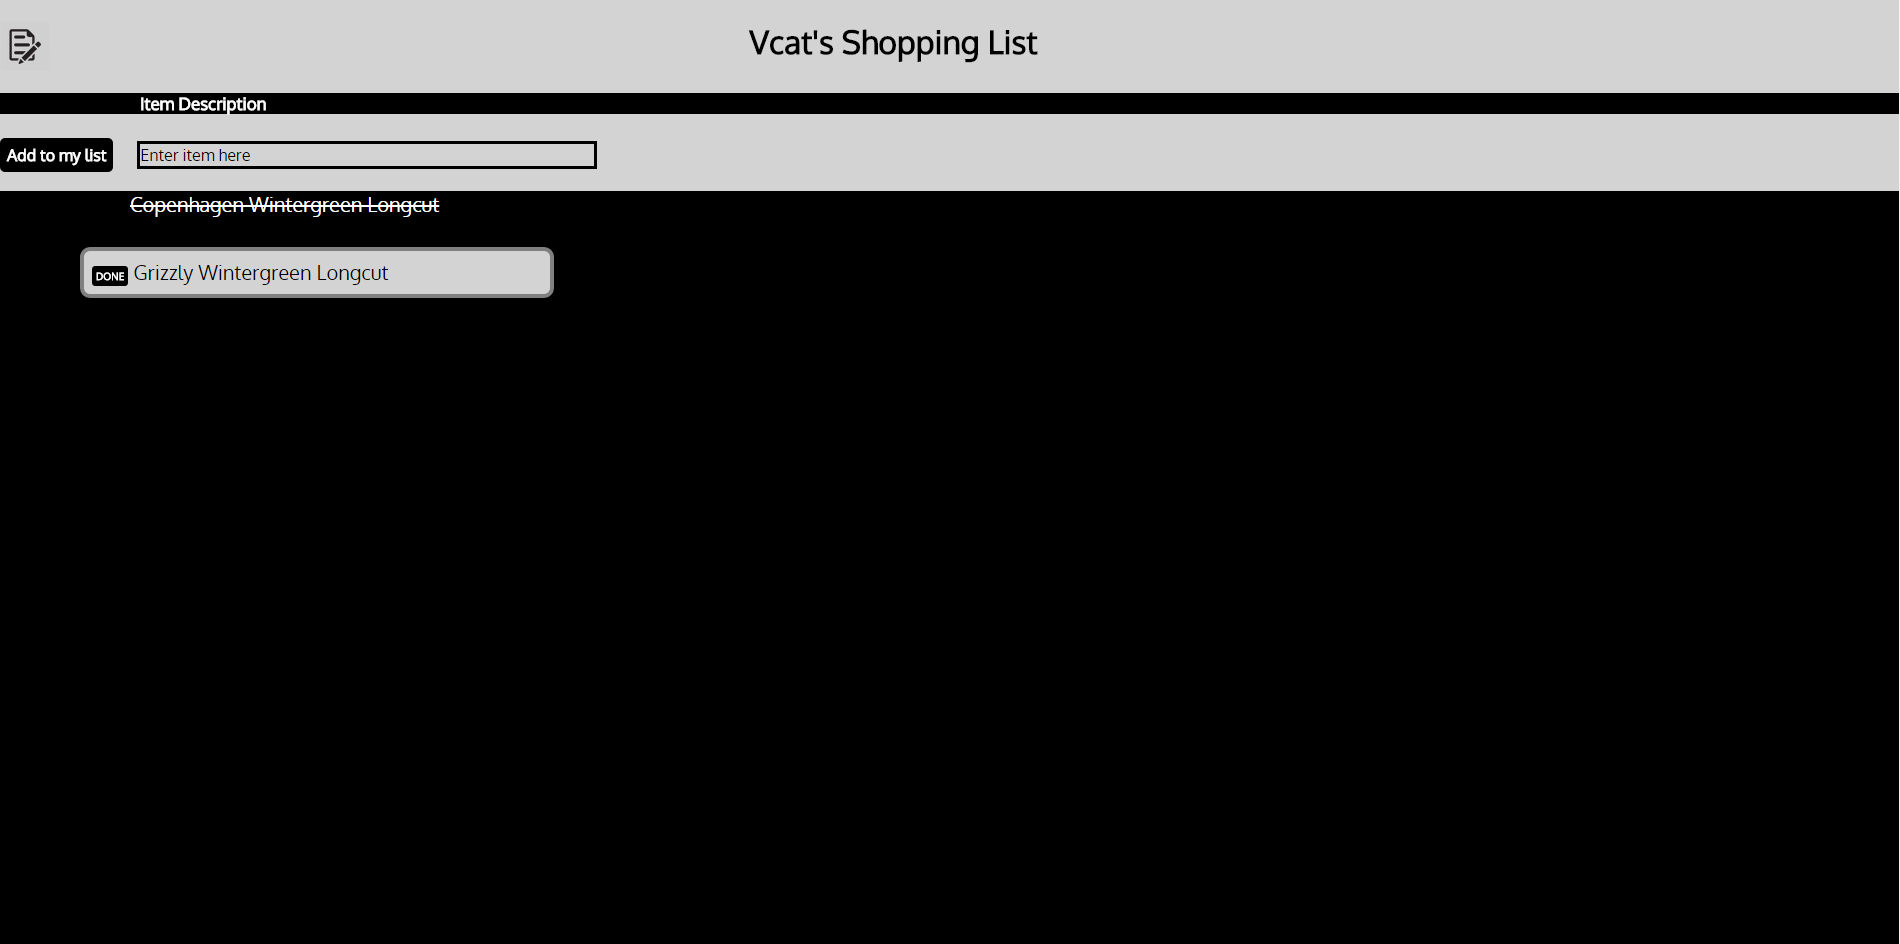 Vcat's Shopping List
Item Description
Add to my list
Enter item here
Copenhagen Wintergreen Longcut
DONE Grizzly Wintergreen Longcut